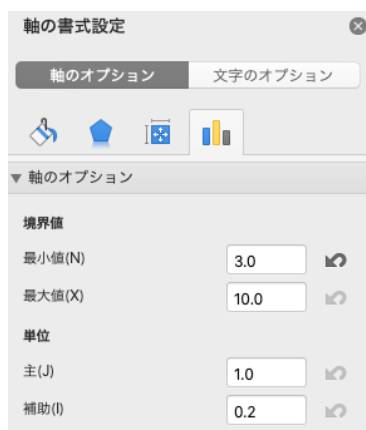 軸の書式設定
軸のオプション 文字のオプション
軸のオプション
境界値
最小値(N) 3.0
最大値(X) 10.0
単位
主(J) 1.0
補助(I) 0.2